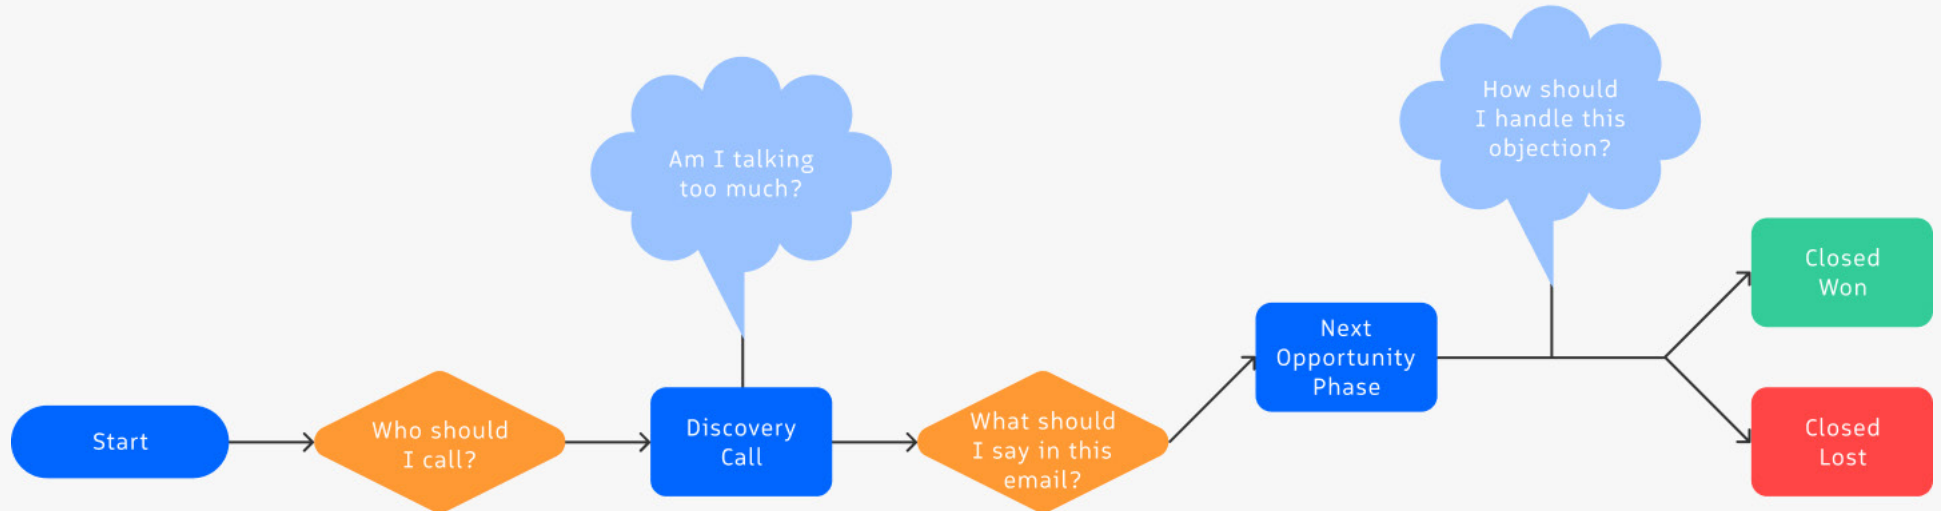 Start
Who should
I call?
Am I talking
too much?
Discovery
Call
What should
I say in this
email?
Next
Opportunity
Phase
How should
I handle this
objection?
Closed
Won
Closed
Lost